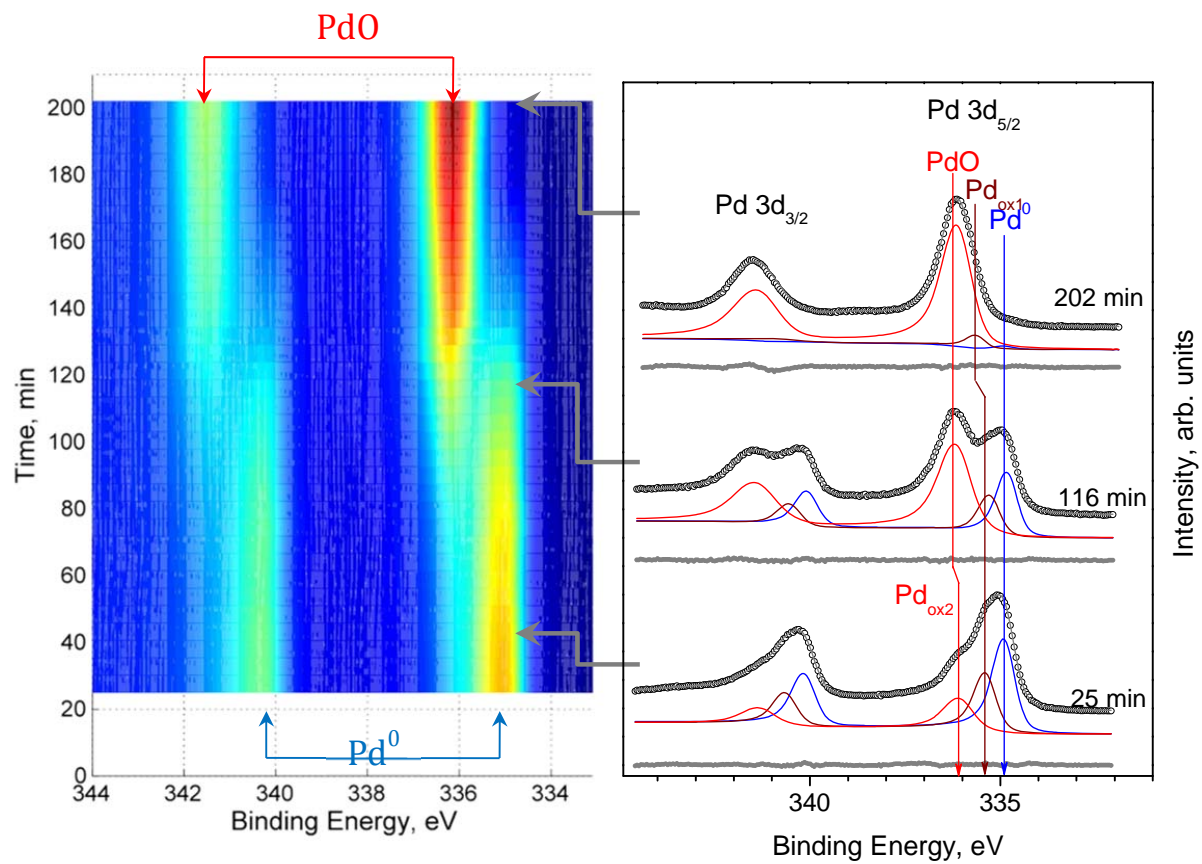 PdO
200
180
160
140
120
100
80
60
40
20
0
Time, min
Pd⁰
344
342
340
338
336
334
Binding Energy, eV
Pd 3d₅/₂
PdO
Pd_ox1
Pd⁰
Pd 3d₃/₂
202 min
116 min
Pd_ox2
25 min
340
335
Binding Energy, eV
Intensity, arb. units